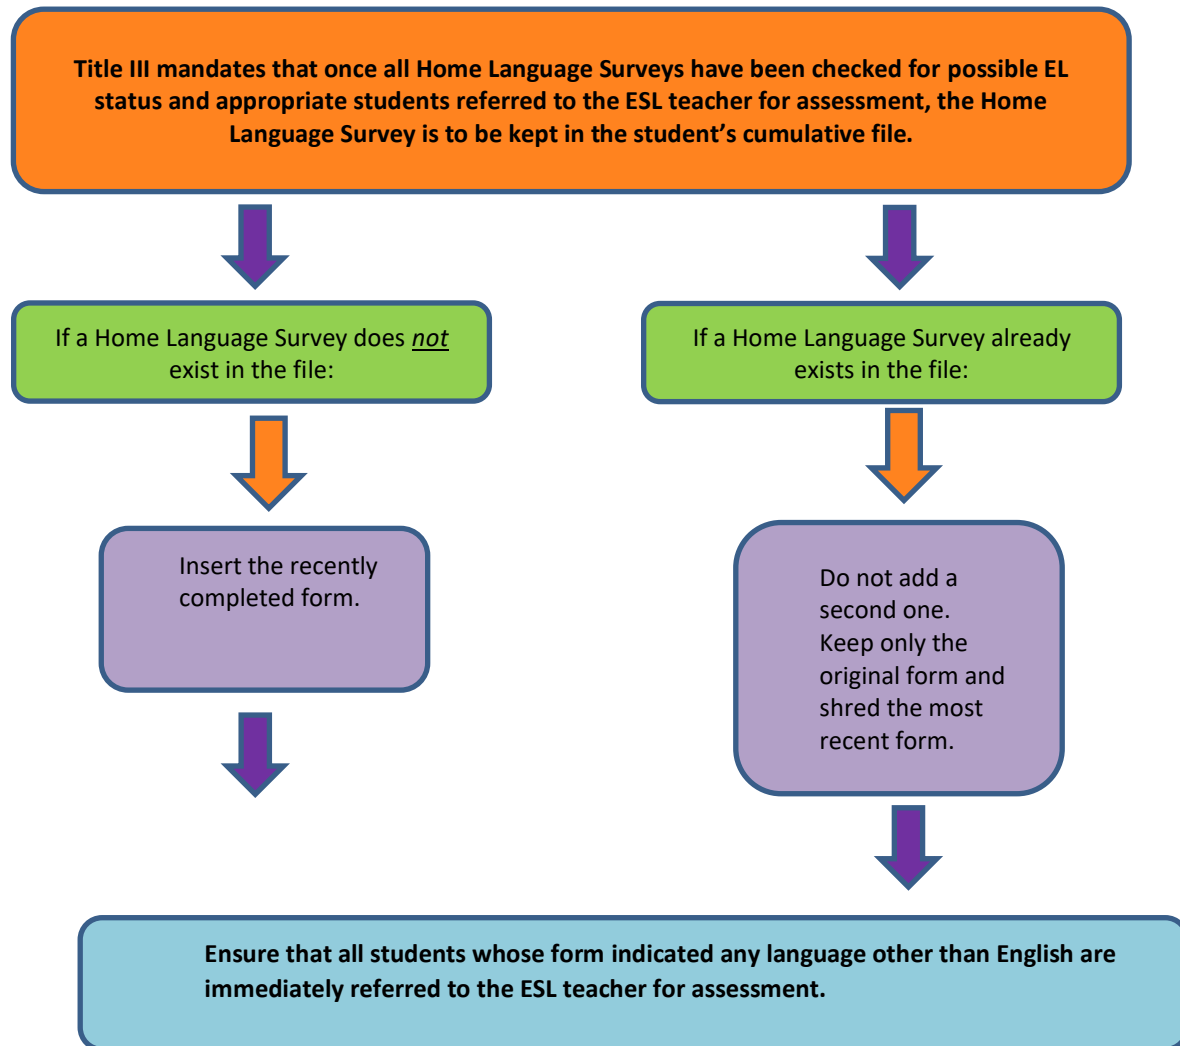 Title III mandates that once all Home Language Surveys have been checked for possible EL
status and appropriate students referred to the ESL teacher for assessment, the Home
Language Survey is to be kept in the student’s cumulative file.
If a Home Language Survey does not
exist in the file:
If a Home Language Survey already
exists in the file:
Insert the recently
completed form.
Do not add a
second one.
Keep only the
original form and
shred the most
recent form.
Ensure that all students whose form indicated any language other than English are
immediately referred to the ESL teacher for assessment.